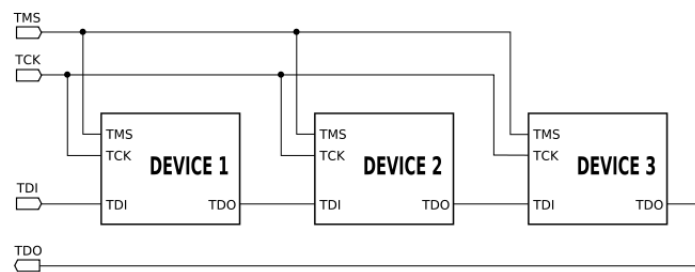 TMS
TCK
TMS
TCK
DEVICE 1
TMS
TCK
DEVICE 2
TMS
TCK
DEVICE 3
TDI
TDI
TDO
TDI
TDO
TDI
TDO
TDO